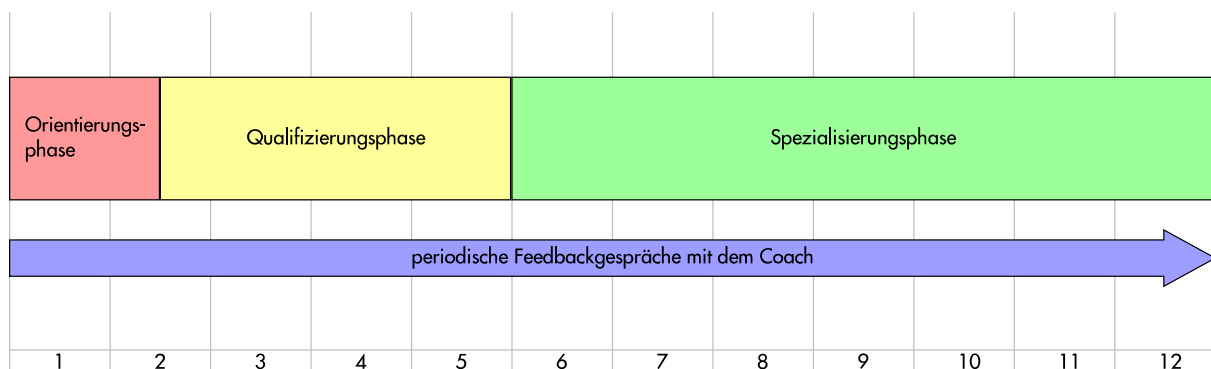 Orientierungs-
phase
Qualifizierungsphase
Spezialisierungsphase
periodische Feedbackgespräche mit dem Coach
1 2 3 4 5 6 7 8 9 10 11 12